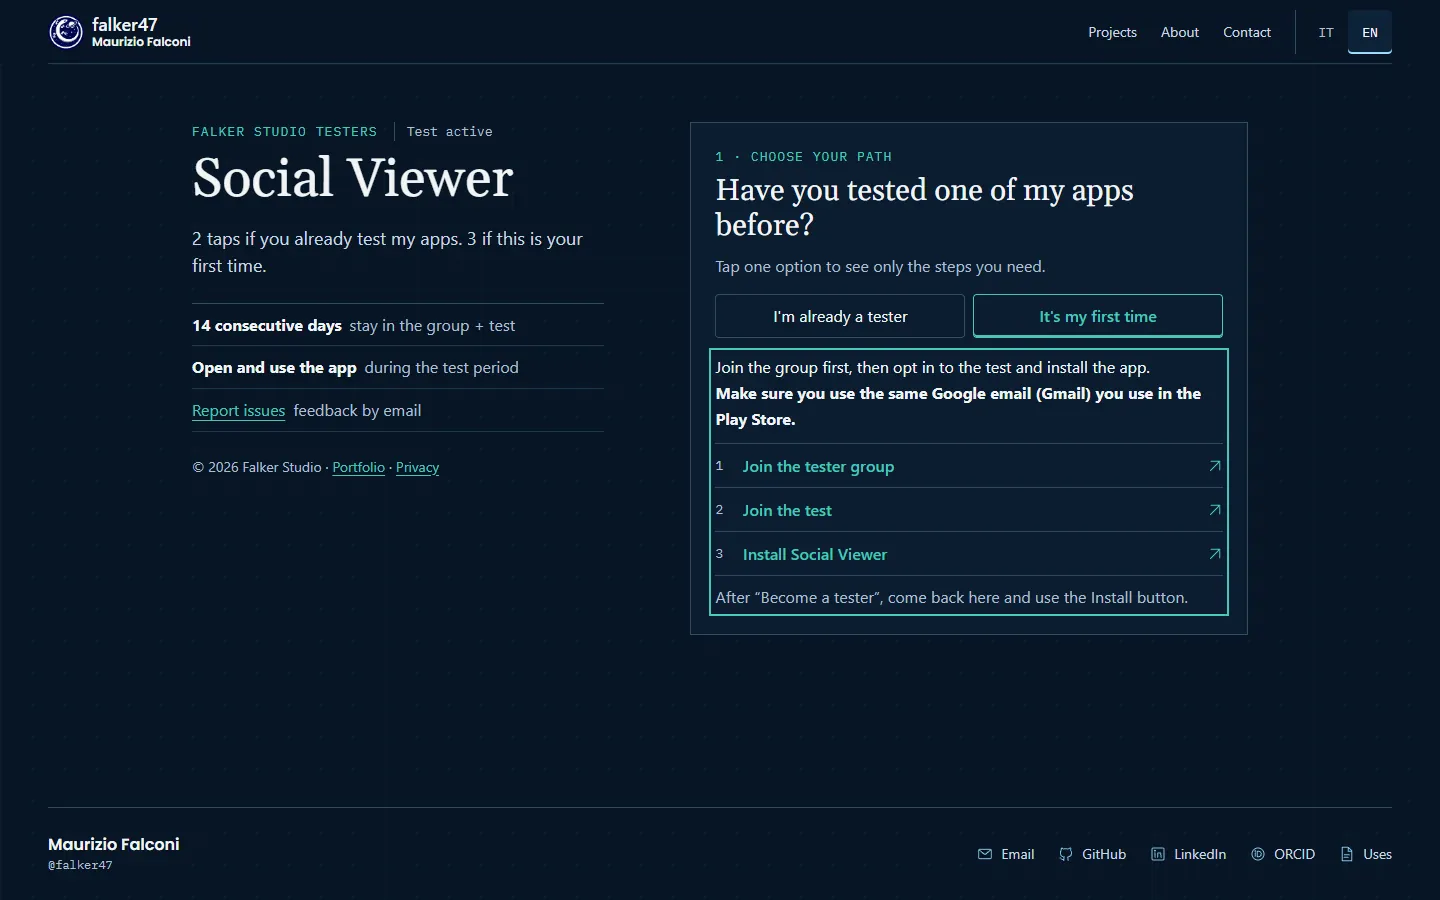 falker47
Maurizio Falconi
Projects
About
Contact
IT
EN
FALKER STUDIO TESTERS
Test active
Social Viewer
2 taps if you already test my apps. 3 if this is your
first time.
14 consecutive days stay in the group + test
Open and use the app during the test period
Report issues feedback by email
© 2026 Falker Studio · Portfolio · Privacy
1 · CHOOSE YOUR PATH
Have you tested one of my apps
before?
Tap one option to see only the steps you need.
I'm already a tester
It's my first time
Join the group first, then opt in to the test and install the app.
Make sure you use the same Google email (Gmail) you use in the
Play Store.
1 Join the tester group
2 Join the test
3 Install Social Viewer
After “Become a tester”, come back here and use the Install button.
Maurizio Falconi
@falker47
Email
GitHub
LinkedIn
ORCID
Uses